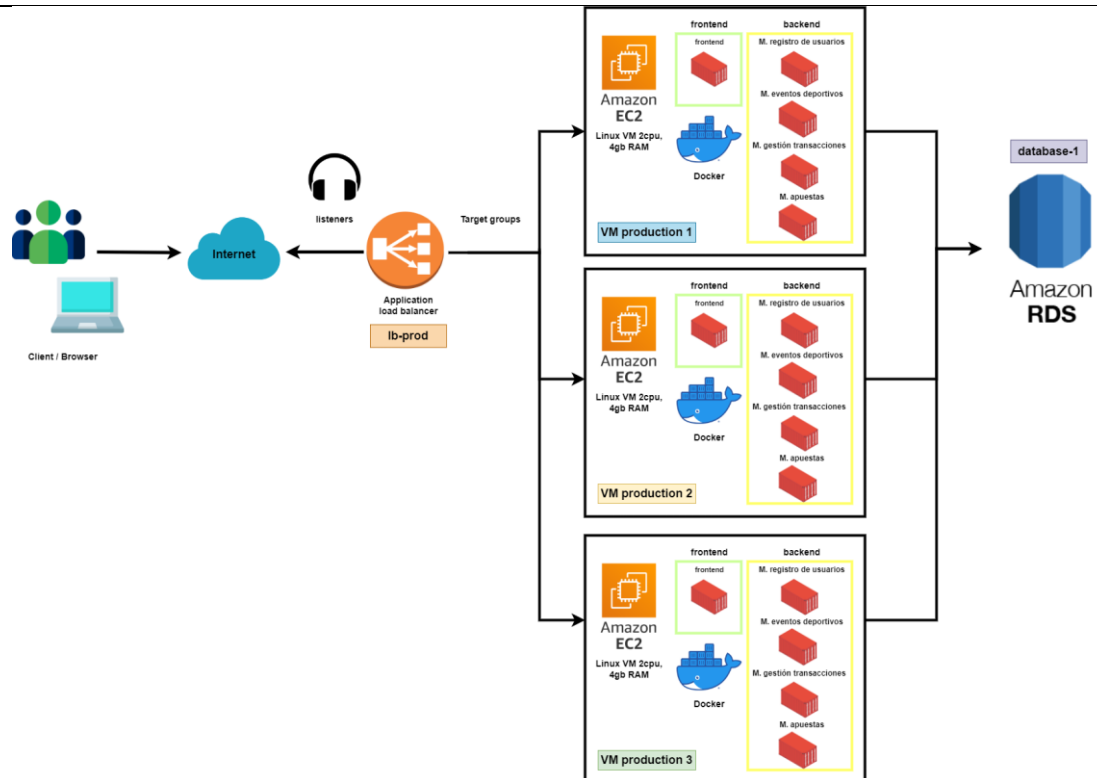 Client / Browser
Internet
listeners
Application
load balancer
lb-prod
Target groups
frontend
backend
frontend
M. registro de usuarios
M. eventos deportivos
M. gestión transacciones
M. apuestas
Amazon
EC2
Linux VM 2cpu,
4gb RAM
Docker
VM production 1
frontend
backend
frontend
M. registro de usuarios
M. eventos deportivos
M. gestión transacciones
M. apuestas
Amazon
EC2
Linux VM 2cpu,
4gb RAM
Docker
VM production 2
frontend
backend
frontend
M. registro de usuarios
M. eventos deportivos
M. gestión transacciones
M. apuestas
Amazon
EC2
Linux VM 2cpu,
4gb RAM
Docker
VM production 3
database-1
Amazon
RDS